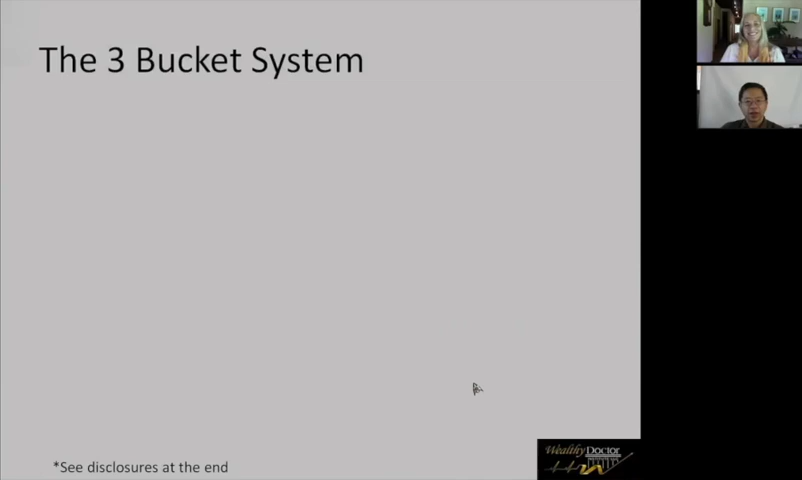 The 3 Bucket System
*See disclosures at the end
Wealthy Doctor